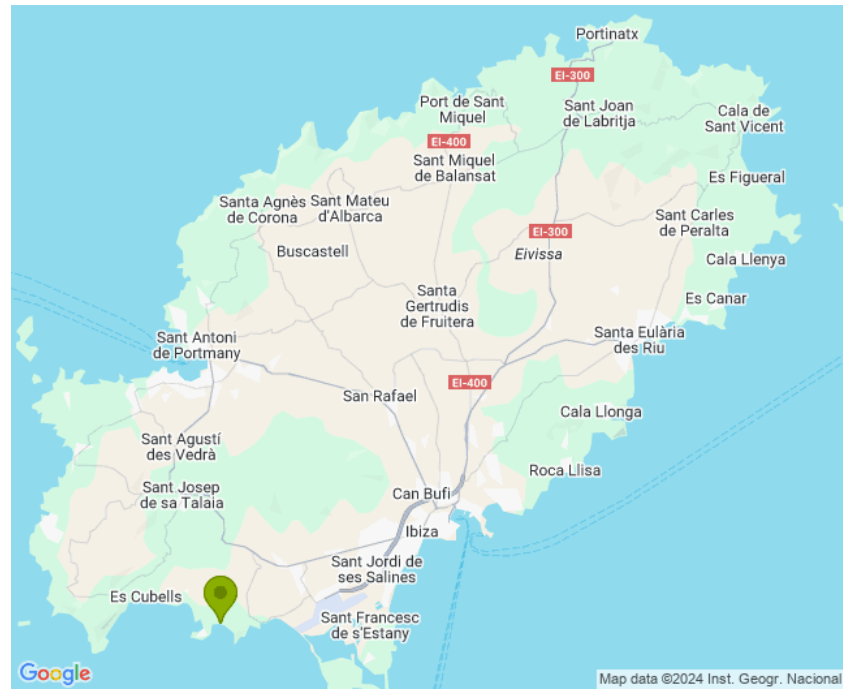 Portinatx
EI-300
Port de Sant
Miquel
Sant Joan
de Labritja
Cala de
Sant Vicent
EI-400
Sant Miquel
de Balansat
Es Figueral
Santa Agnès
de Corona
Sant Mateu
d'Albarca
Sant Carles
de Peralta
EI-300
Buscastell
Eivissa
Cala Llenya
Santa
Gertrudis
de Fruitera
Es Canar
Sant Antoni
de Portmany
Santa Eulària
des Riu
EI-400
San Rafael
Cala Llonga
Sant Agustí
des Vedrà
Roca Llisa
Sant Josep
de sa Talaia
Can Bufi
Ibiza
Sant Jordi de
ses Salines
Es Cubells
Sant Francesc
de s'Estany
Google
Map data ©2024 Inst. Geogr. Nacional